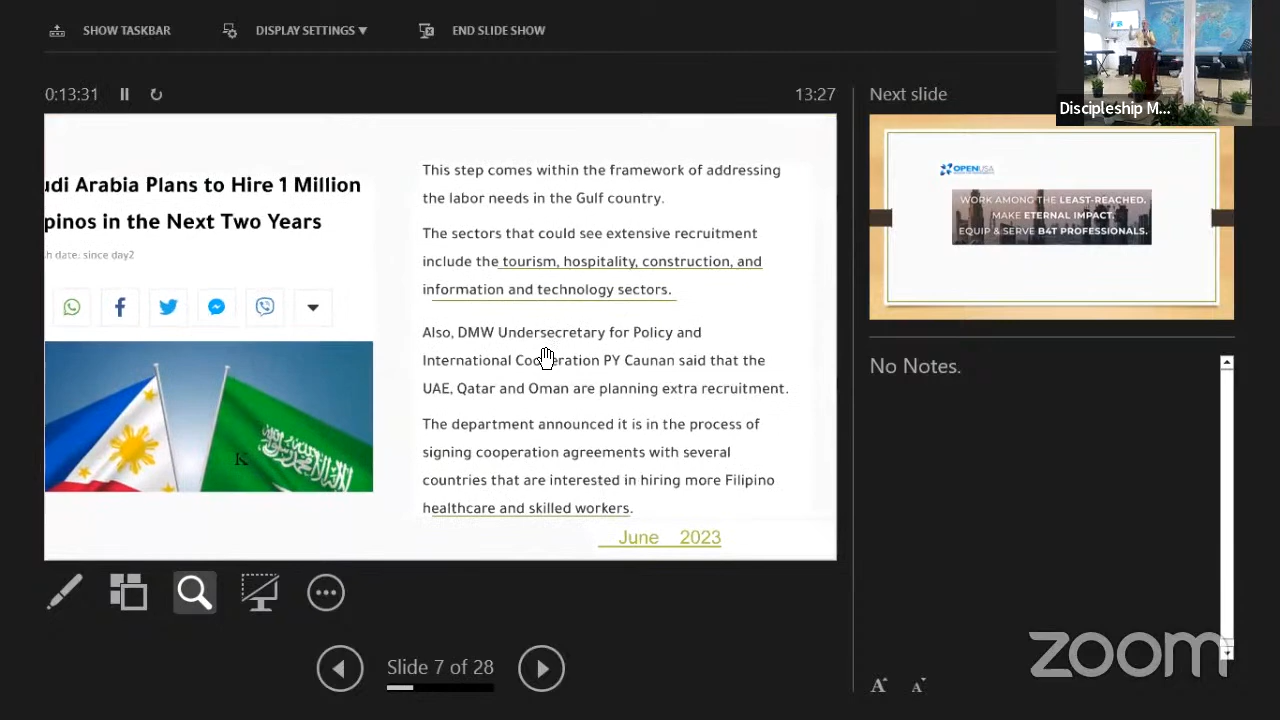 SHOW TASKBAR
DISPLAY SETTINGS ▼
END SLIDE SHOW
0:13:31
13:27
Next slide
Discipleship M...
udi Arabia Plans to Hire 1 Million
pinos in the Next Two Years
h date: since day2
This step comes within the framework of addressing
the labor needs in the Gulf country.
The sectors that could see extensive recruitment
include the tourism, hospitality, construction, and
information and technology sectors.
Also, DMW Undersecretary for Policy and
International Cooperation PY Caunan said that the
UAE, Qatar and Oman are planning extra recruitment.
The department announced it is in the process of
signing cooperation agreements with several
countries that are interested in hiring more Filipino
healthcare and skilled workers.
June 2023
K
OPENUSA
WORK AMONG THE LEAST-REACHED.
MAKE ETERNAL IMPACT.
EQUIP & SERVE B4T PROFESSIONALS.
No Notes.
Slide 7 of 28
A A
zoom